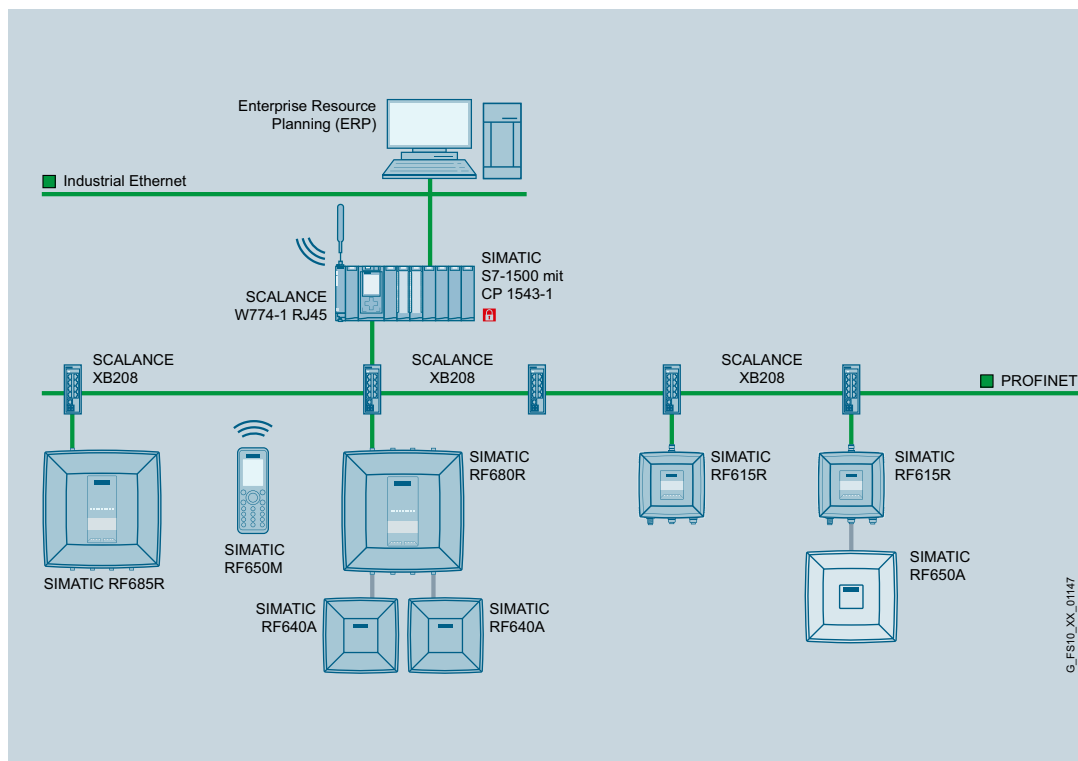 Enterprise Resource
Planning (ERP)
Industrial Ethernet
SCALANCE
W774-1 RJ45
SIMATIC
S7-1500 mit
CP 1543-1
SCALANCE
XB208
SCALANCE
XB208
SCALANCE
XB208
PROFINET
SIMATIC RF685R
SIMATIC
RF650M
SIMATIC
RF680R
SIMATIC
RF640A
SIMATIC
RF640A
SIMATIC
RF615R
SIMATIC
RF615R
SIMATIC
RF650A
G_FS10_XX_01147